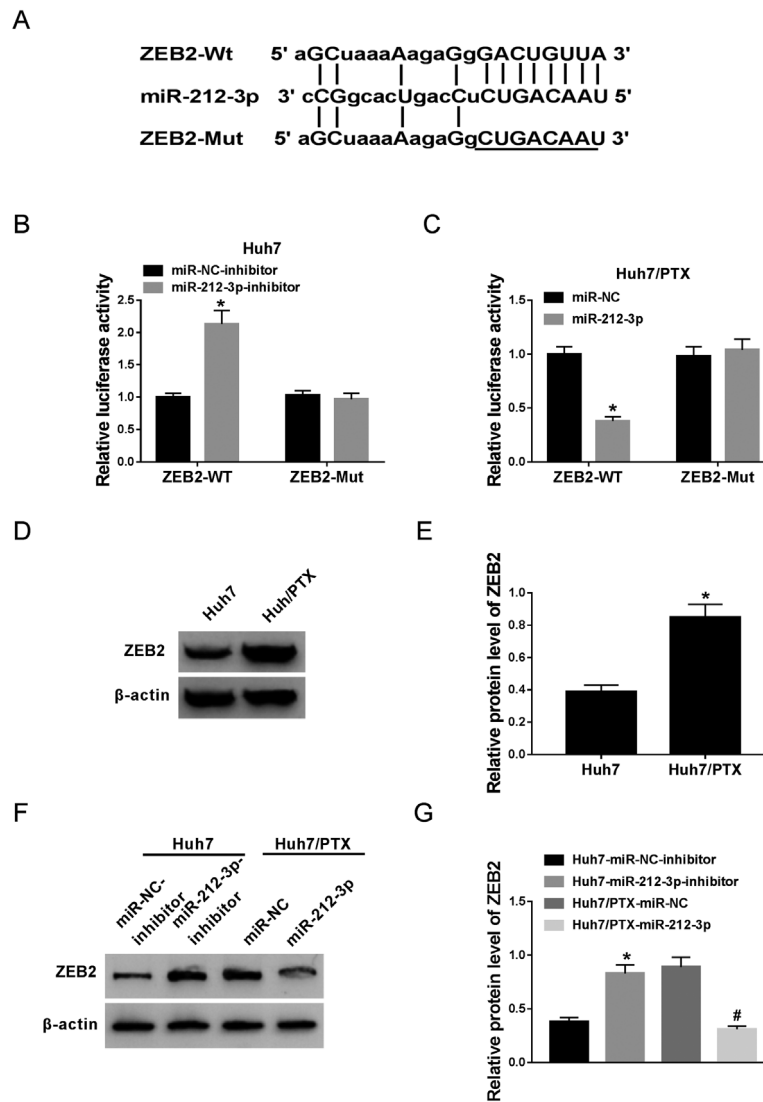 A
ZEB2-Wt 5' aGCuaaaAagaGgGACUGUUA 3'
miR-212-3p 3' cCGgcacUgacCuCUGACAAU 5'
ZEB2-Mut 5' aGCuaaaAagaGgCUGACAAU 3'
B
Huh7
miR-NC-inhibitor
miR-212-3p-inhibitor
Relative luciferase activity
2.5
2.0
1.5
1.0
0.5
0.0
*
ZEB2-WT ZEB2-Mut
C
Huh7/PTX
miR-NC
miR-212-3p
Relative luciferase activity
1.5
1.0
0.5
0.0
*
ZEB2-WT ZEB2-Mut
D
Huh7 Huh/PTX
ZEB2
β-actin
E
Relative protein level of ZEB2
1.0
0.8
0.6
0.4
0.2
0.0
*
Huh7 Huh7/PTX
F
Huh7 Huh7/PTX
miR-NC-
inhibitor
miR-212-3p-
inhibitor
miR-NC
miR-212-3p
ZEB2
β-actin
G
Huh7-miR-NC-inhibitor
Huh7-miR-212-3p-inhibitor
Huh7/PTX-miR-NC
Huh7/PTX-miR-212-3p
Relative protein level of ZEB2
1.5
1.0
0.5
0.0
*
#